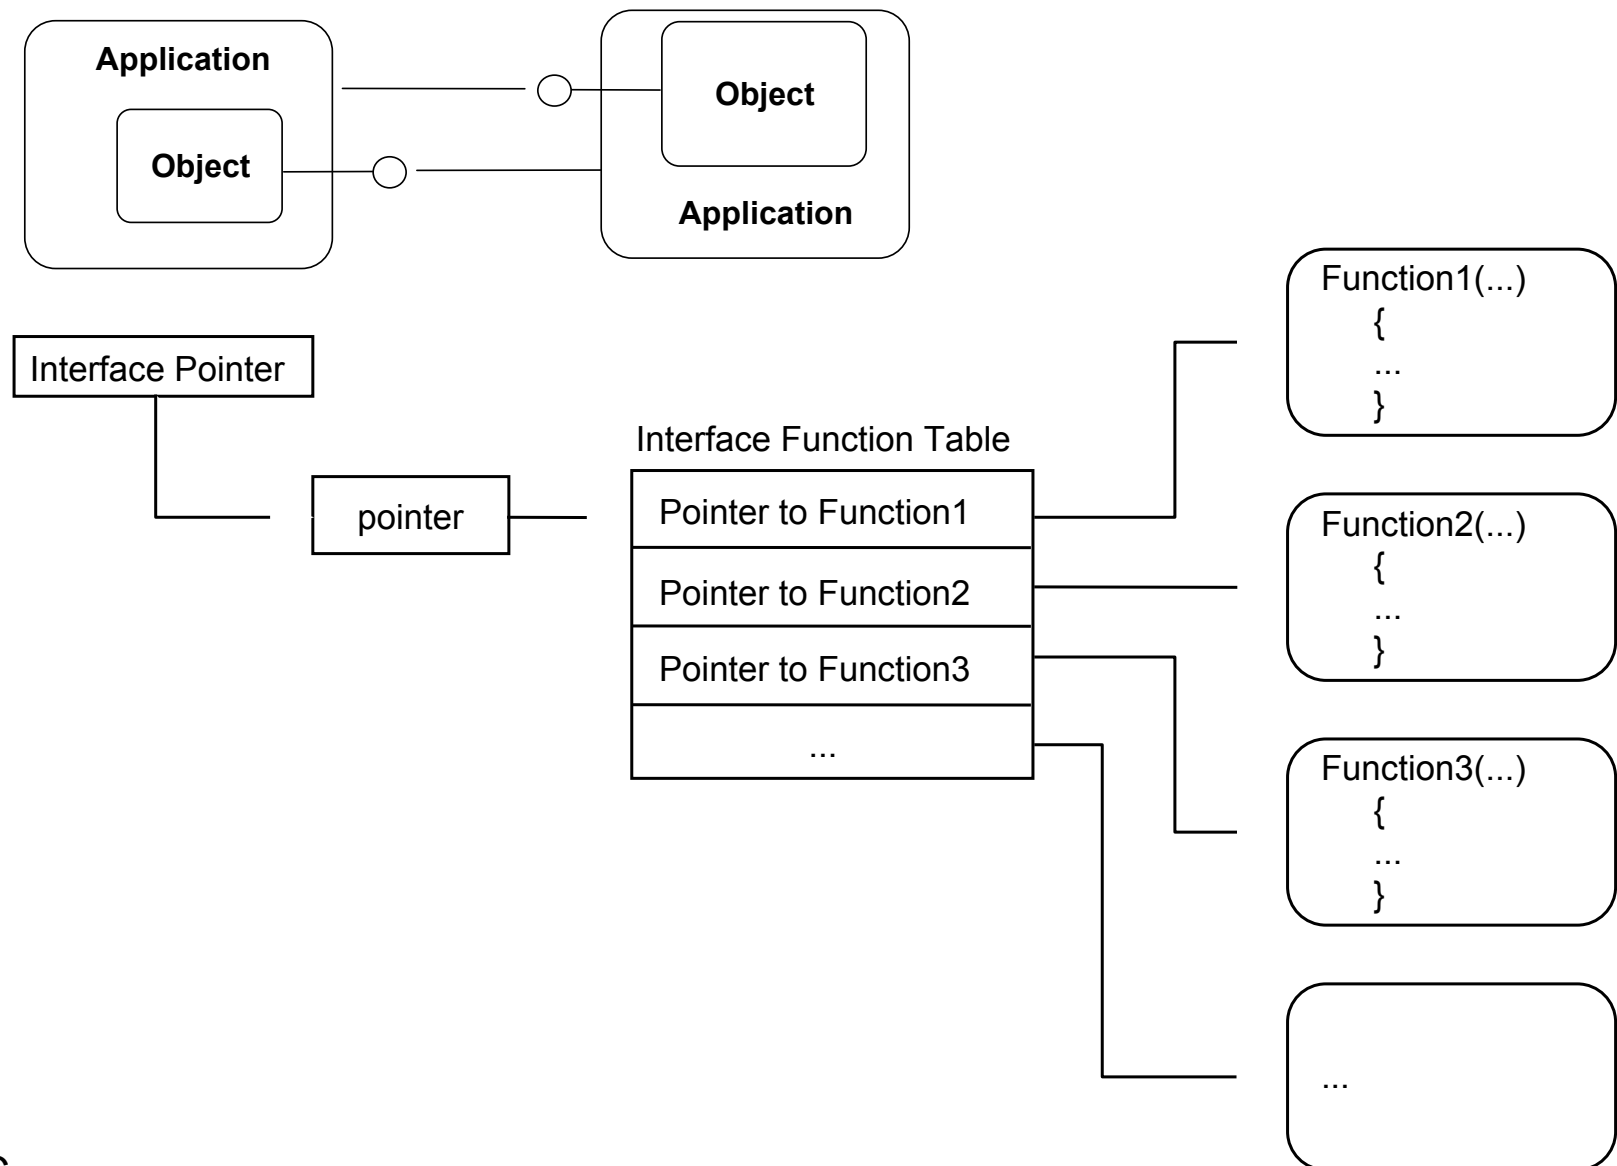 Application
Object
Object
Application
Interface Pointer
pointer
Interface Function Table
Pointer to Function1
Pointer to Function2
Pointer to Function3
...
Function1(...)
{
...
}
Function2(...)
{
...
}
Function3(...)
{
...
}
...